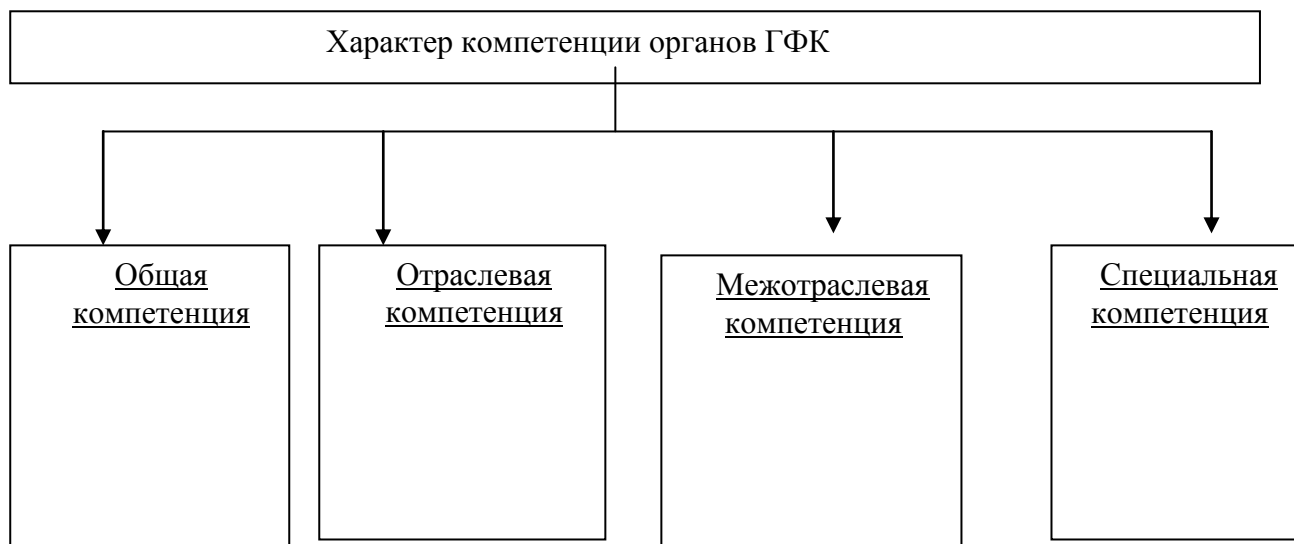 Характер компетенции органов ГФК
Общая
компетенция
Отраслевая
компетенция
Межотраслевая
компетенция
Специальная
компетенция